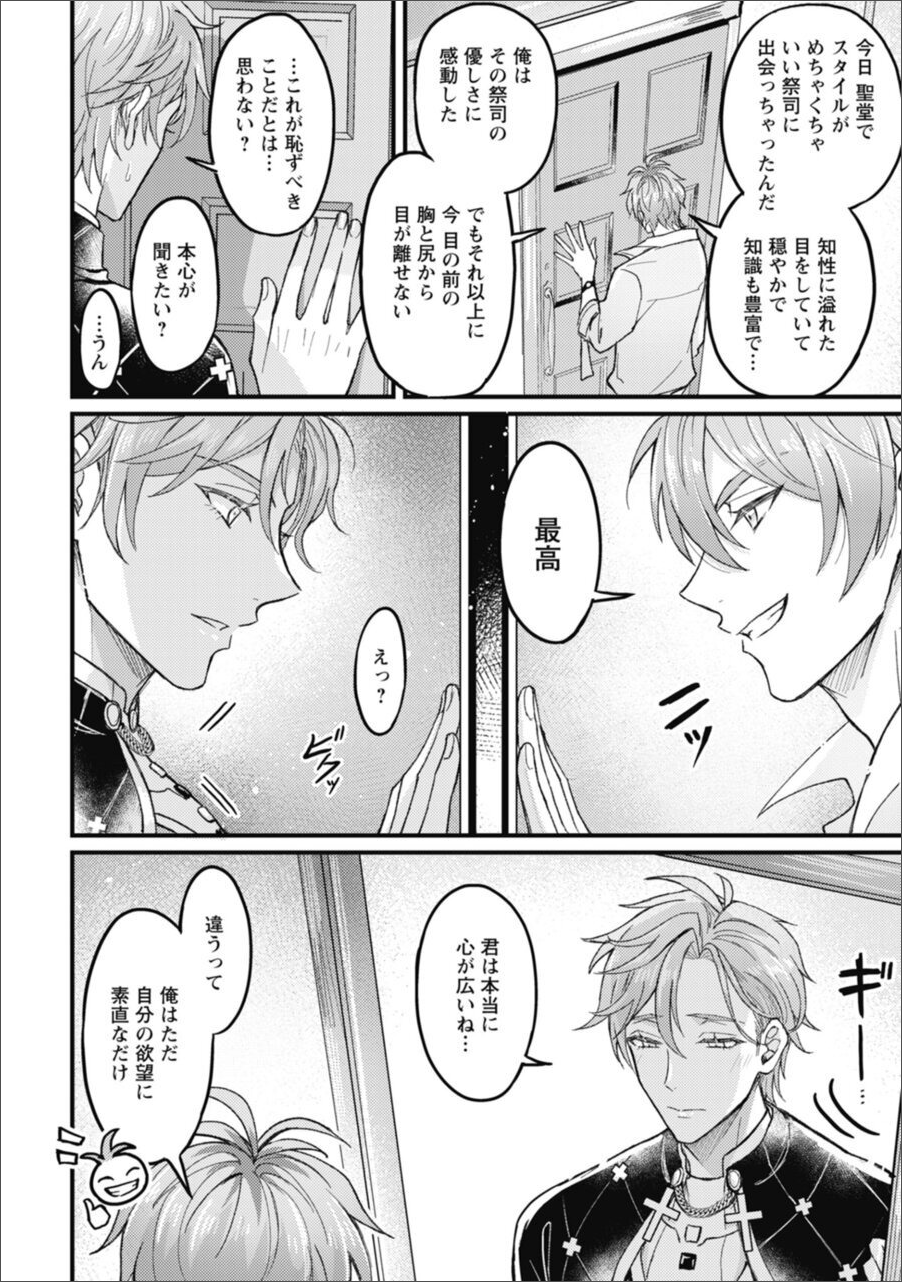 今日 聖堂で
スタイルが
めちゃくちゃ
いい祭司に
出会っちゃったんだ
知性に溢れた
目をしていて
穏やかで
知識も豊富で…
俺は
その祭司の
優しさに
感動した
でもそれ以上に
今 目の前の
胸と尻から
目が離せない
…これが恥ずべき
ことだとは…
思わない?
本心が
聞きたい?
…うん
最高
ニッ
えっ?
ビクッ
ギイ…
君は本当に
心が広いね…
違うって
俺はただ
自分の欲望に
素直なだけ